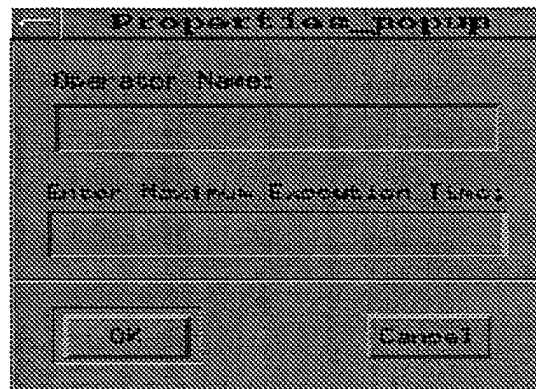 Properties_popup
Operator Name:
Enter Maximum Execution Time:
OK
Cancel